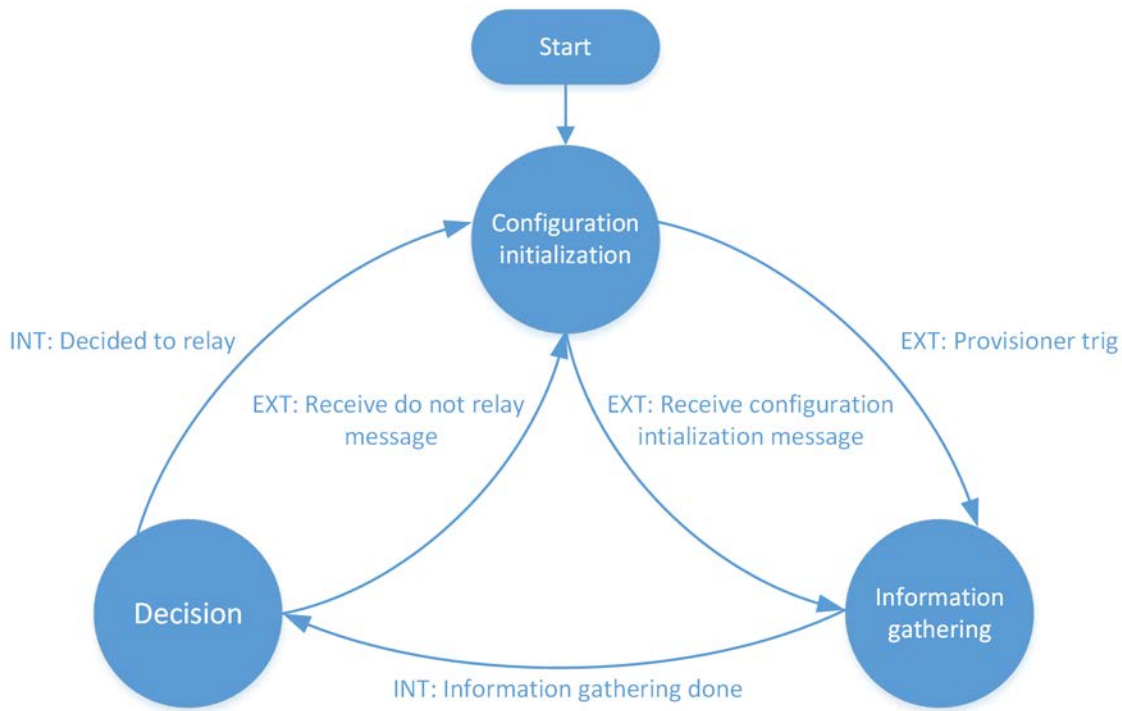 Start
Configuration
initialization
INT: Decided to relay
EXT: Provisioner trig
EXT: Receive do not relay
message
EXT: Receive configuration
intialization message
Decision
Information
gathering
INT: Information gathering done